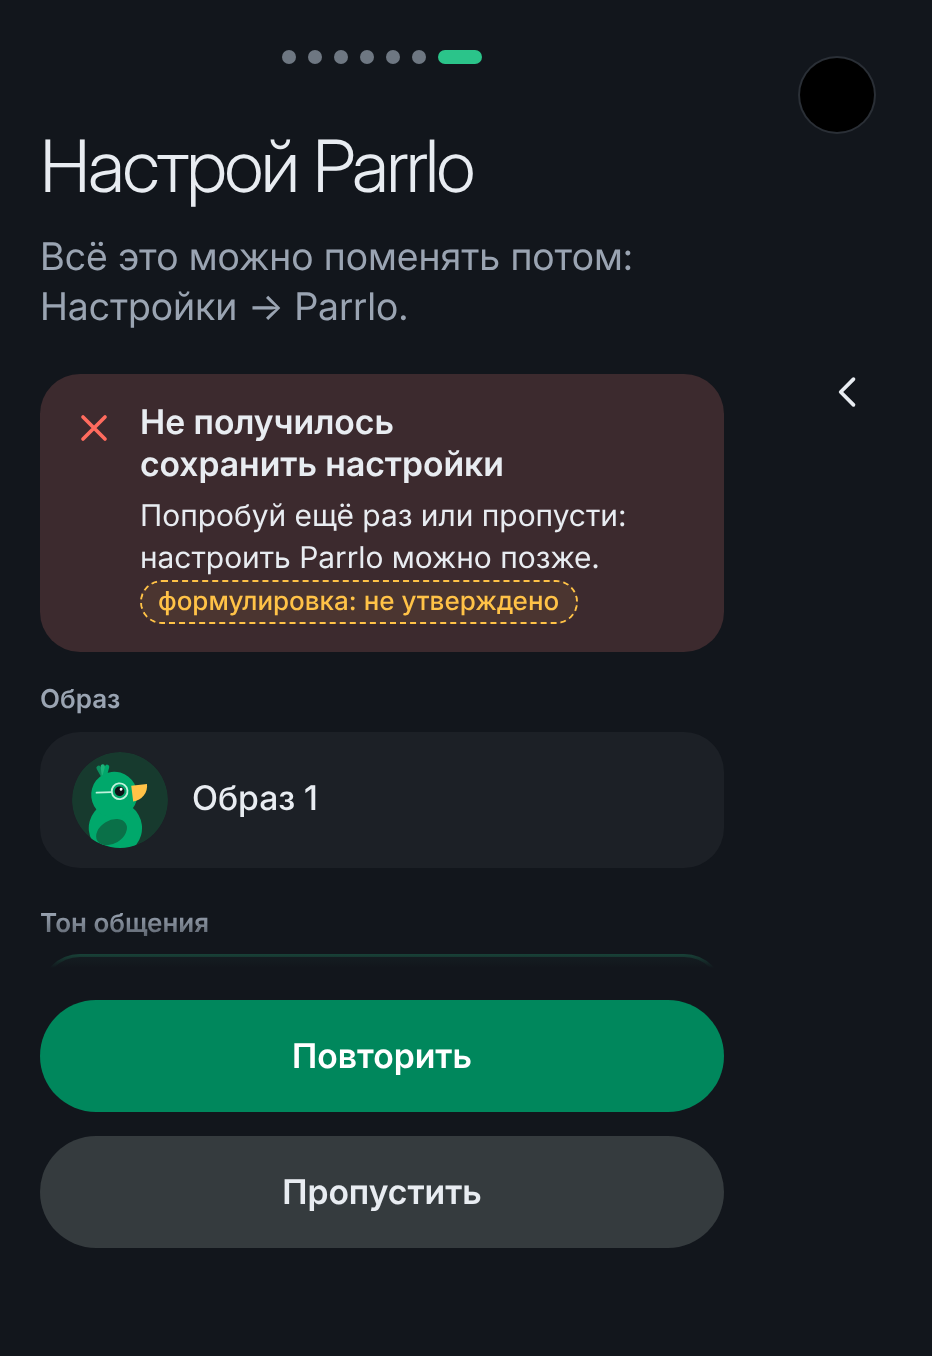 Настрой Parrlo
Всё это можно поменять потом:
Настройки → Parrlo.
Не получилось
сохранить настройки
Попробуй ещё раз или пропусти:
настроить Parrlo можно позже.
формулировка: не утверждено
Образ
Образ 1
Тон общения
Повторить
Пропустить